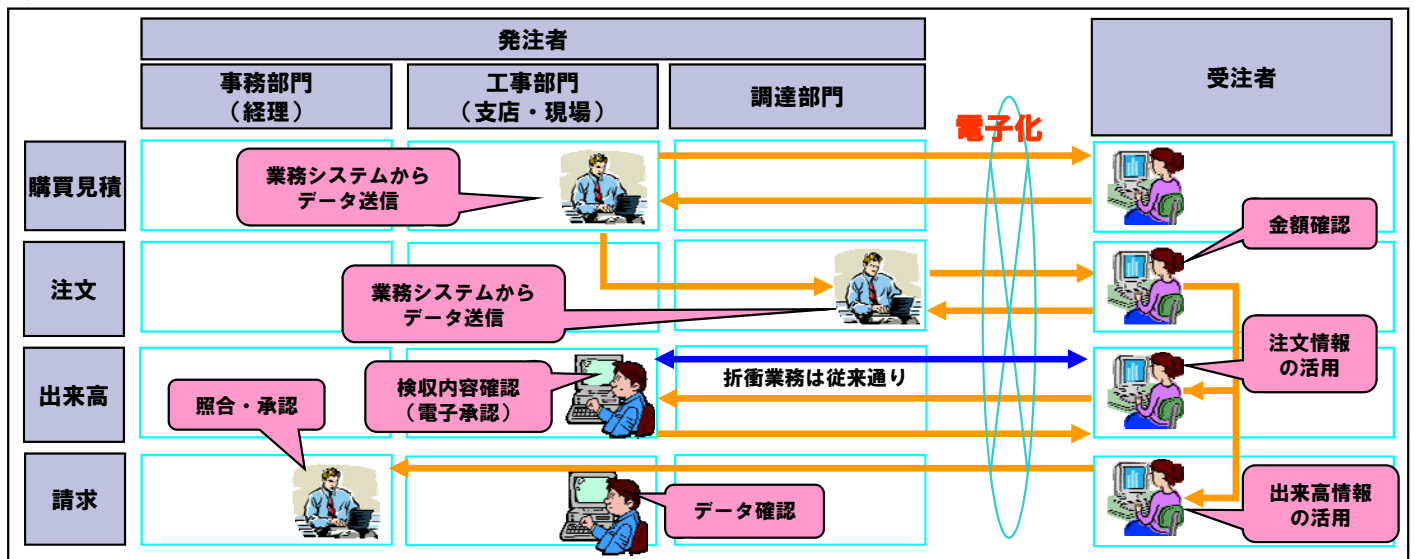 発注者
受注者
事務部門
（経理）
工事部門
（支店・現場）
調達部門
電子化
購買見積
業務システムから
データ送信
金額確認
注文
業務システムから
データ送信
注文情報
の活用
出来高
検収内容確認
（電子承認）
折衝業務は従来通り
照合・承認
請求
データ確認
出来高情報
の活用